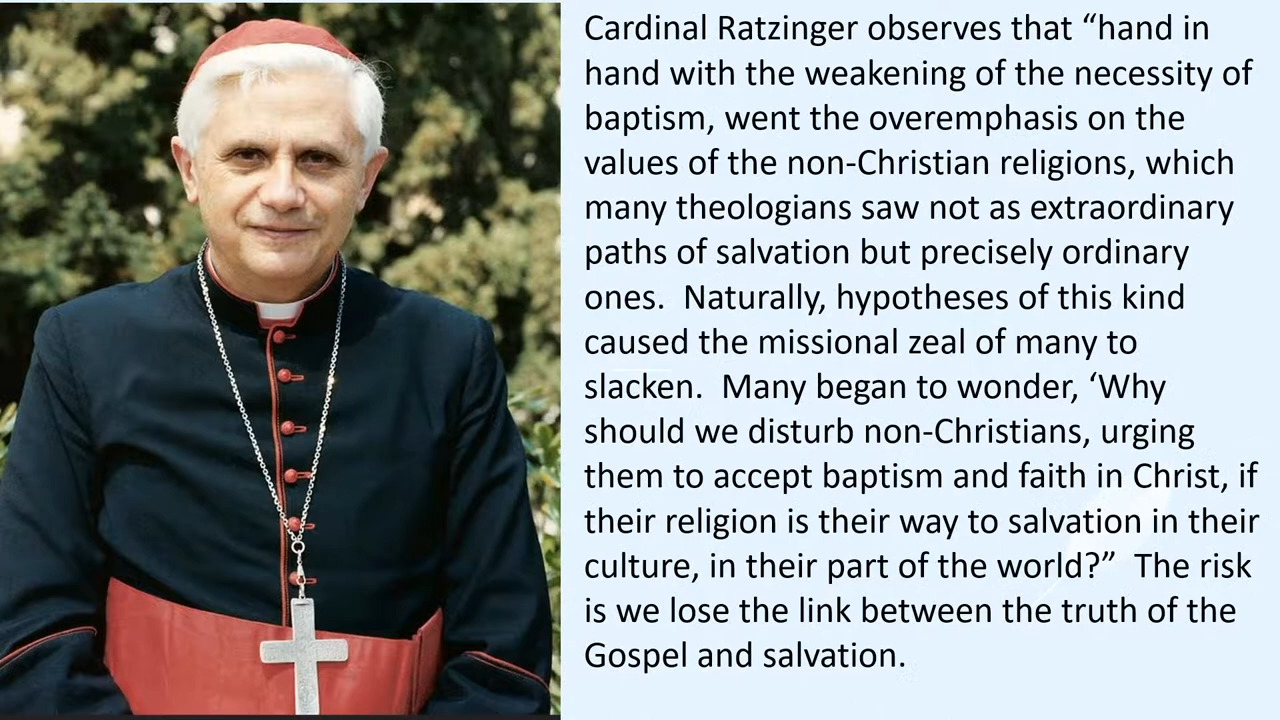 Cardinal Ratzinger observes that “hand in
hand with the weakening of the necessity of
baptism, went the overemphasis on the
values of the non-Christian religions, which
many theologians saw not as extraordinary
paths of salvation but precisely ordinary
ones.  Naturally, hypotheses of this kind
caused the missional zeal of many to
slacken.  Many began to wonder, ‘Why
should we disturb non-Christians, urging
them to accept baptism and faith in Christ, if
their religion is their way to salvation in their
culture, in their part of the world?”  The risk
is we lose the link between the truth of the
Gospel and salvation.